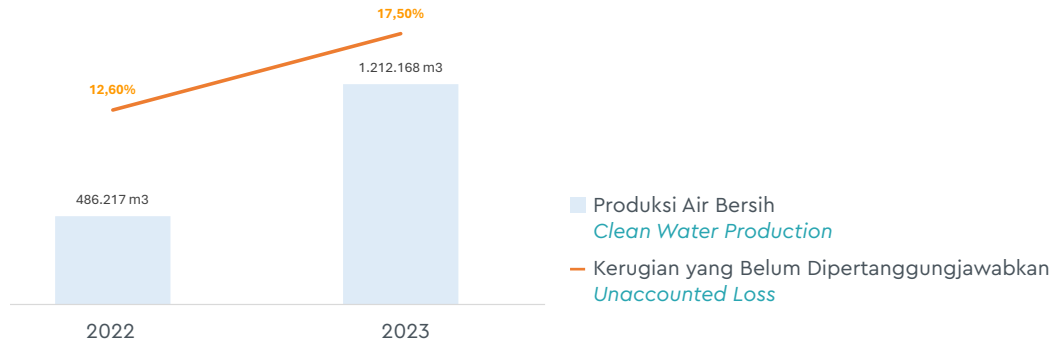 17,50%
1.212.168 m3
12,60%
486.217 m3
2022
2023
Produksi Air Bersih
Clean Water Production
Kerugian yang Belum Dipertanggungjawabkan
Unaccounted Loss